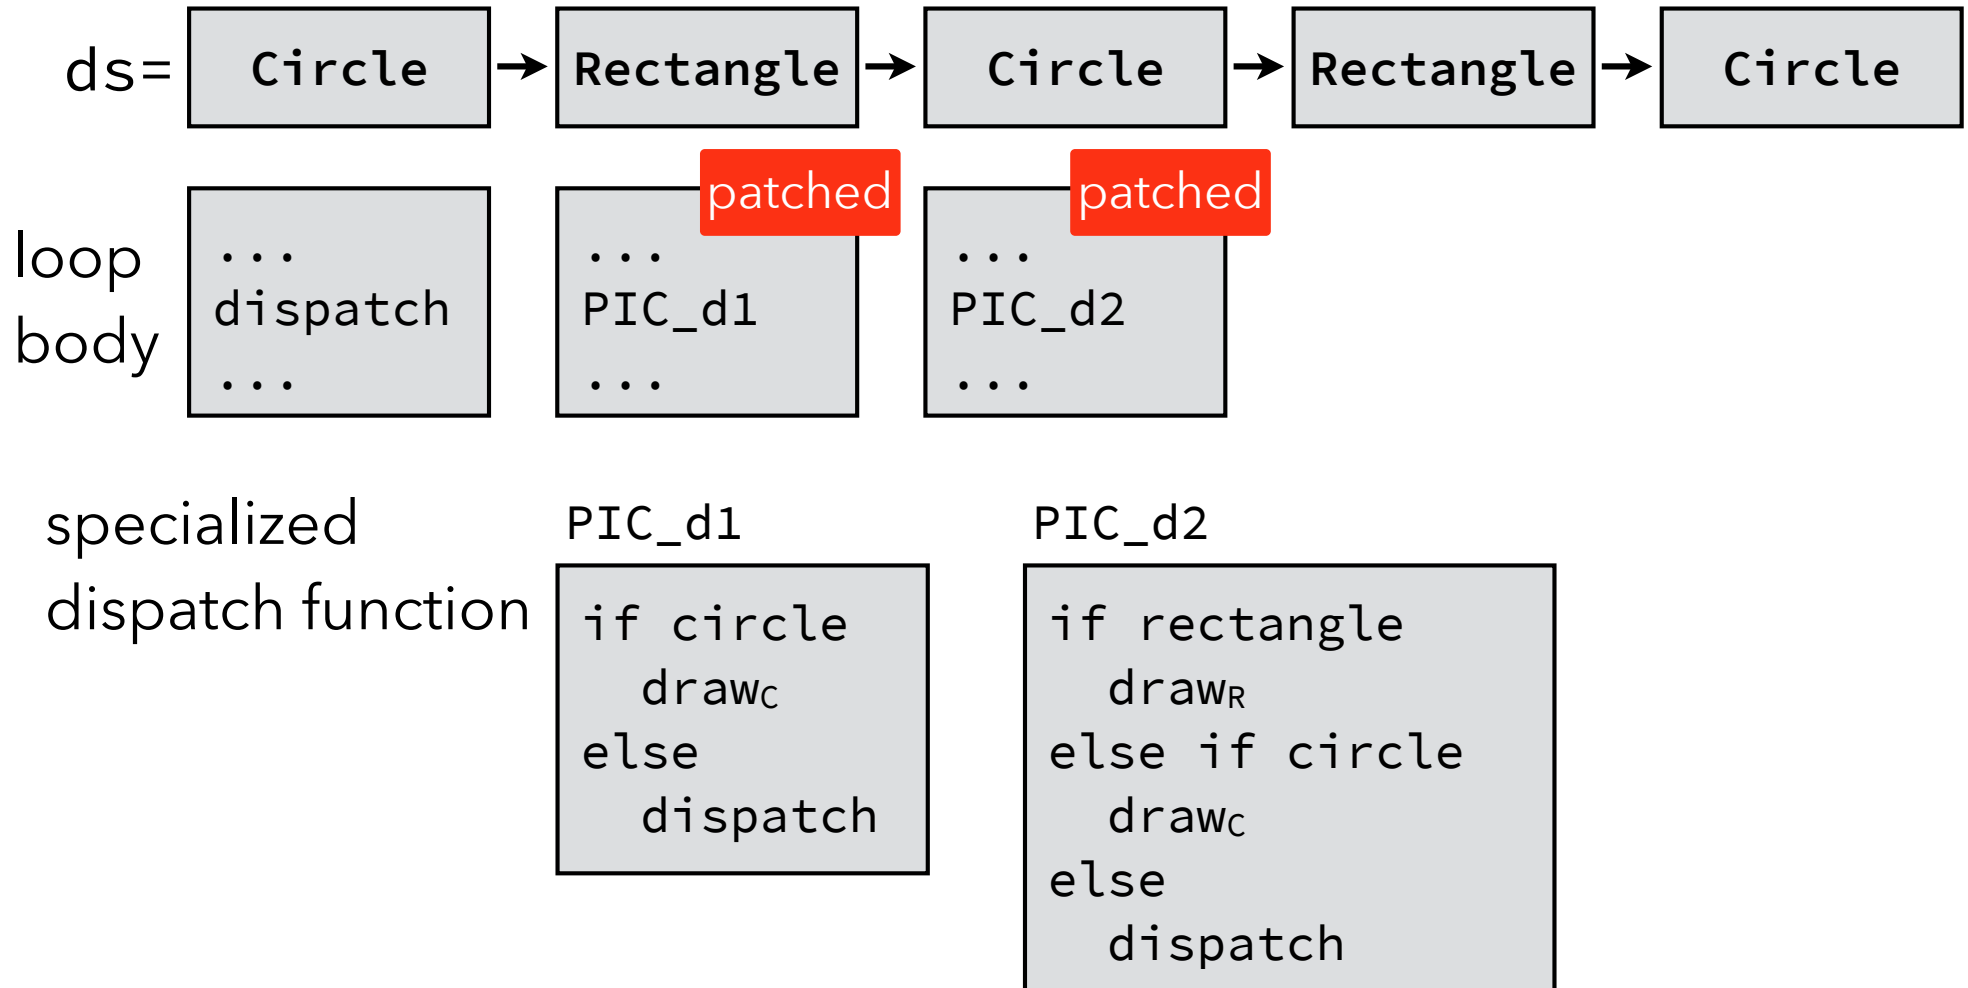 ds= Circle Rectangle Circle Rectangle Circle
patched patched
loop
body
...
dispatch
...
...
PIC_d1
...
...
PIC_d2
...
specialized
dispatch function
PIC_d1
if circle
drawC
else
dispatch
PIC_d2
if rectangle
drawR
else if circle
drawC
else
dispatch